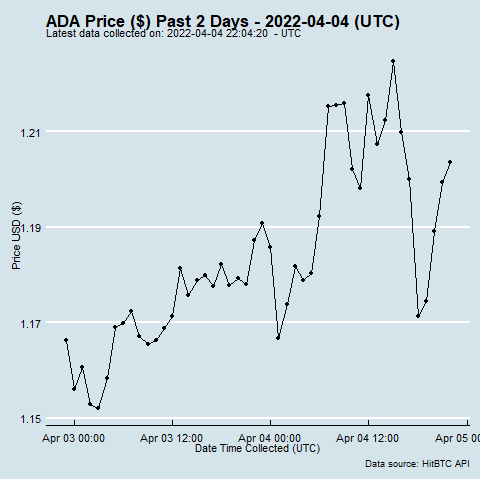 ADA Price ($) Past 2 Days - 2022-04-04 (UTC)
Latest data collected on: 2022-04-04 22:04:20 - UTC
1.21
1.19
1.17
1.15
Price USD ($)
Apr 03 00:00
Apr 03 12:00
Apr 04 00:00
Apr 04 12:00
Apr 05 0
Date Time Collected (UTC)
Data source: HitBTC API